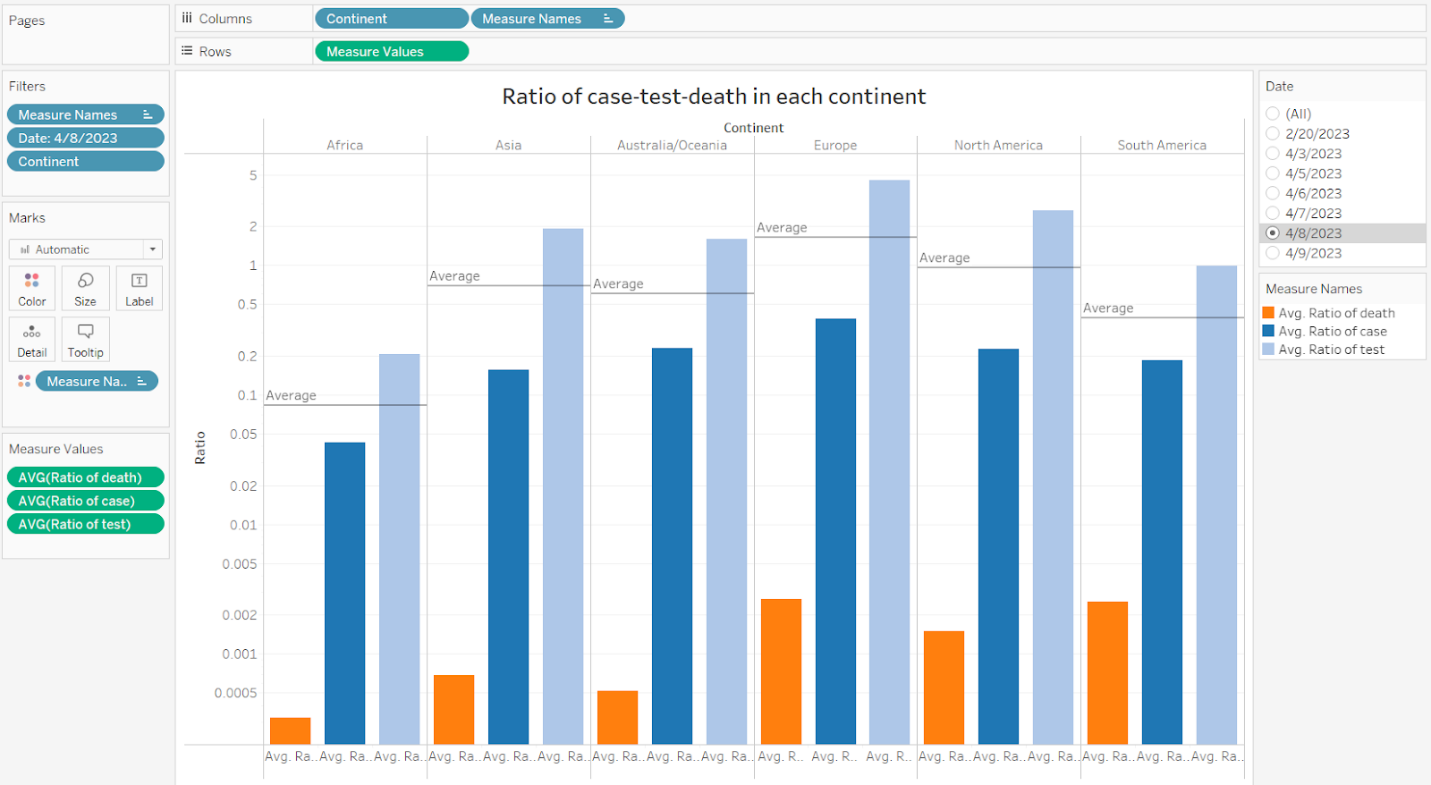 Pages
iii Columns
Continent
Measure Names
Rows
Measure Values
Filters
Measure Names
Date: 4/8/2023
Continent
Marks
Automatic
Color
Size
Label
Detail
Tooltip
Measure Na..
Measure Values
AVG(Ratio of death)
AVG(Ratio of case)
AVG(Ratio of test)
Ratio of case-test-death in each continent
Continent
Africa Asia Australia/Oceania Europe North America South America
Ratio
5
2
1
0.5
0.2
0.1
0.05
0.02
0.01
0.005
0.002
0.001
0.0005
Average
Average
Average
Average
Average
Average
Avg. Ra.. Avg. Ra.. Avg. Ra.. Avg. Ra.. Avg. Ra.. Avg. Ra.. Avg. Ra.. Avg. Ra.. Avg. Ra.. Avg. R.. Avg. R.. Avg. R.. Avg. Ra.. Avg. Ra.. Avg. Ra.. Avg. Ra.. Avg. Ra.. Avg. Ra..
Date
(All)
2/20/2023
4/3/2023
4/5/2023
4/6/2023
4/7/2023
4/8/2023
4/9/2023
Measure Names
Avg. Ratio of death
Avg. Ratio of case
Avg. Ratio of test